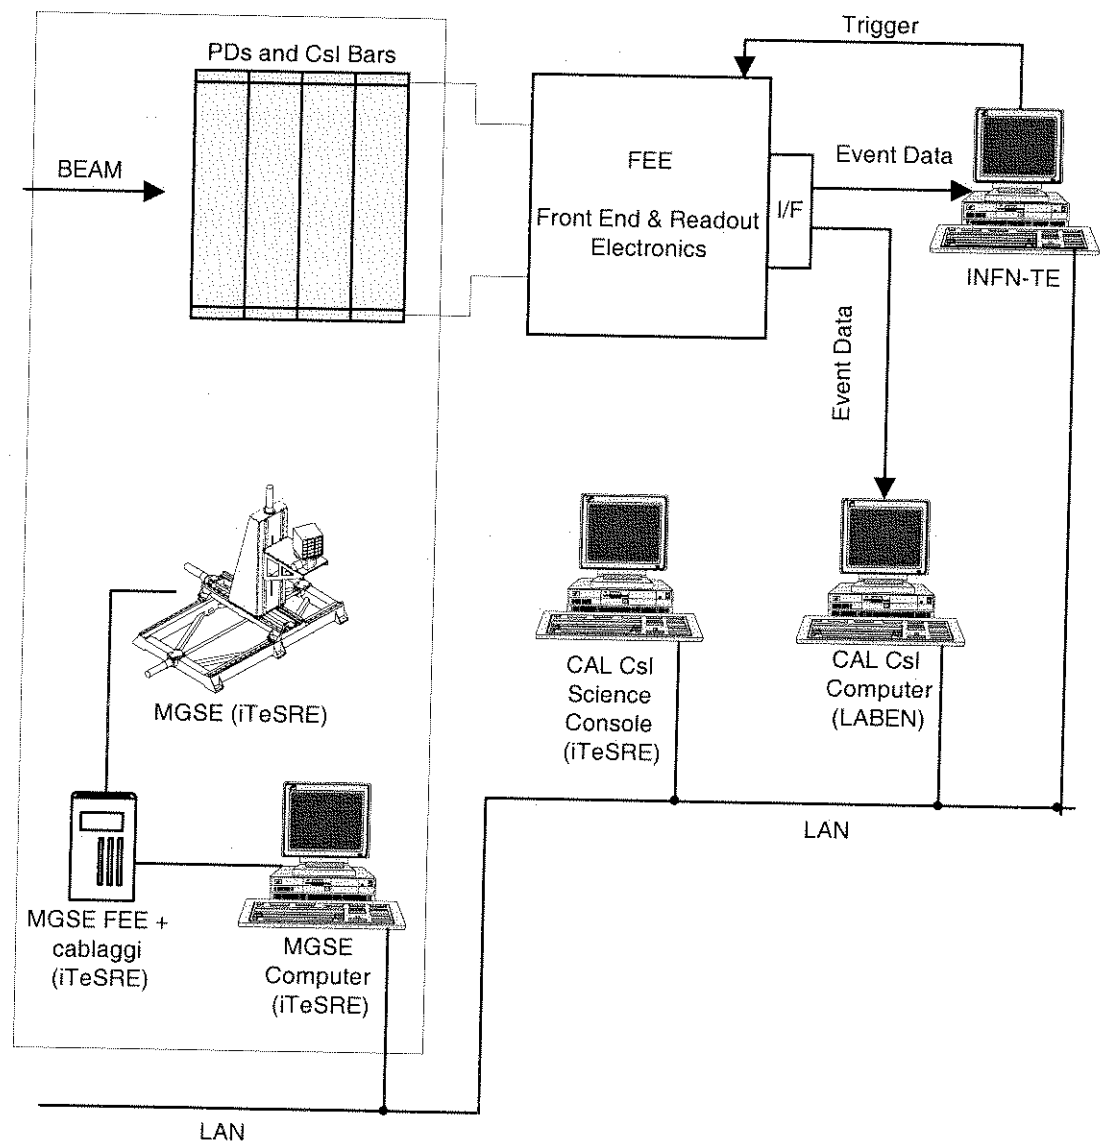 Trigger
PDs and CsI Bars
BEAM
FEE
Front End & Readout
Electronics
I/F
Event Data
INFN-TE
Event Data
MGSE (iTeSRE)
CAL CsI
Science
Console
(iTeSRE)
CAL CsI
Computer
(LABEN)
LAN
MGSE FEE +
cablaggi
(iTeSRE)
MGSE
Computer
(iTeSRE)
LAN